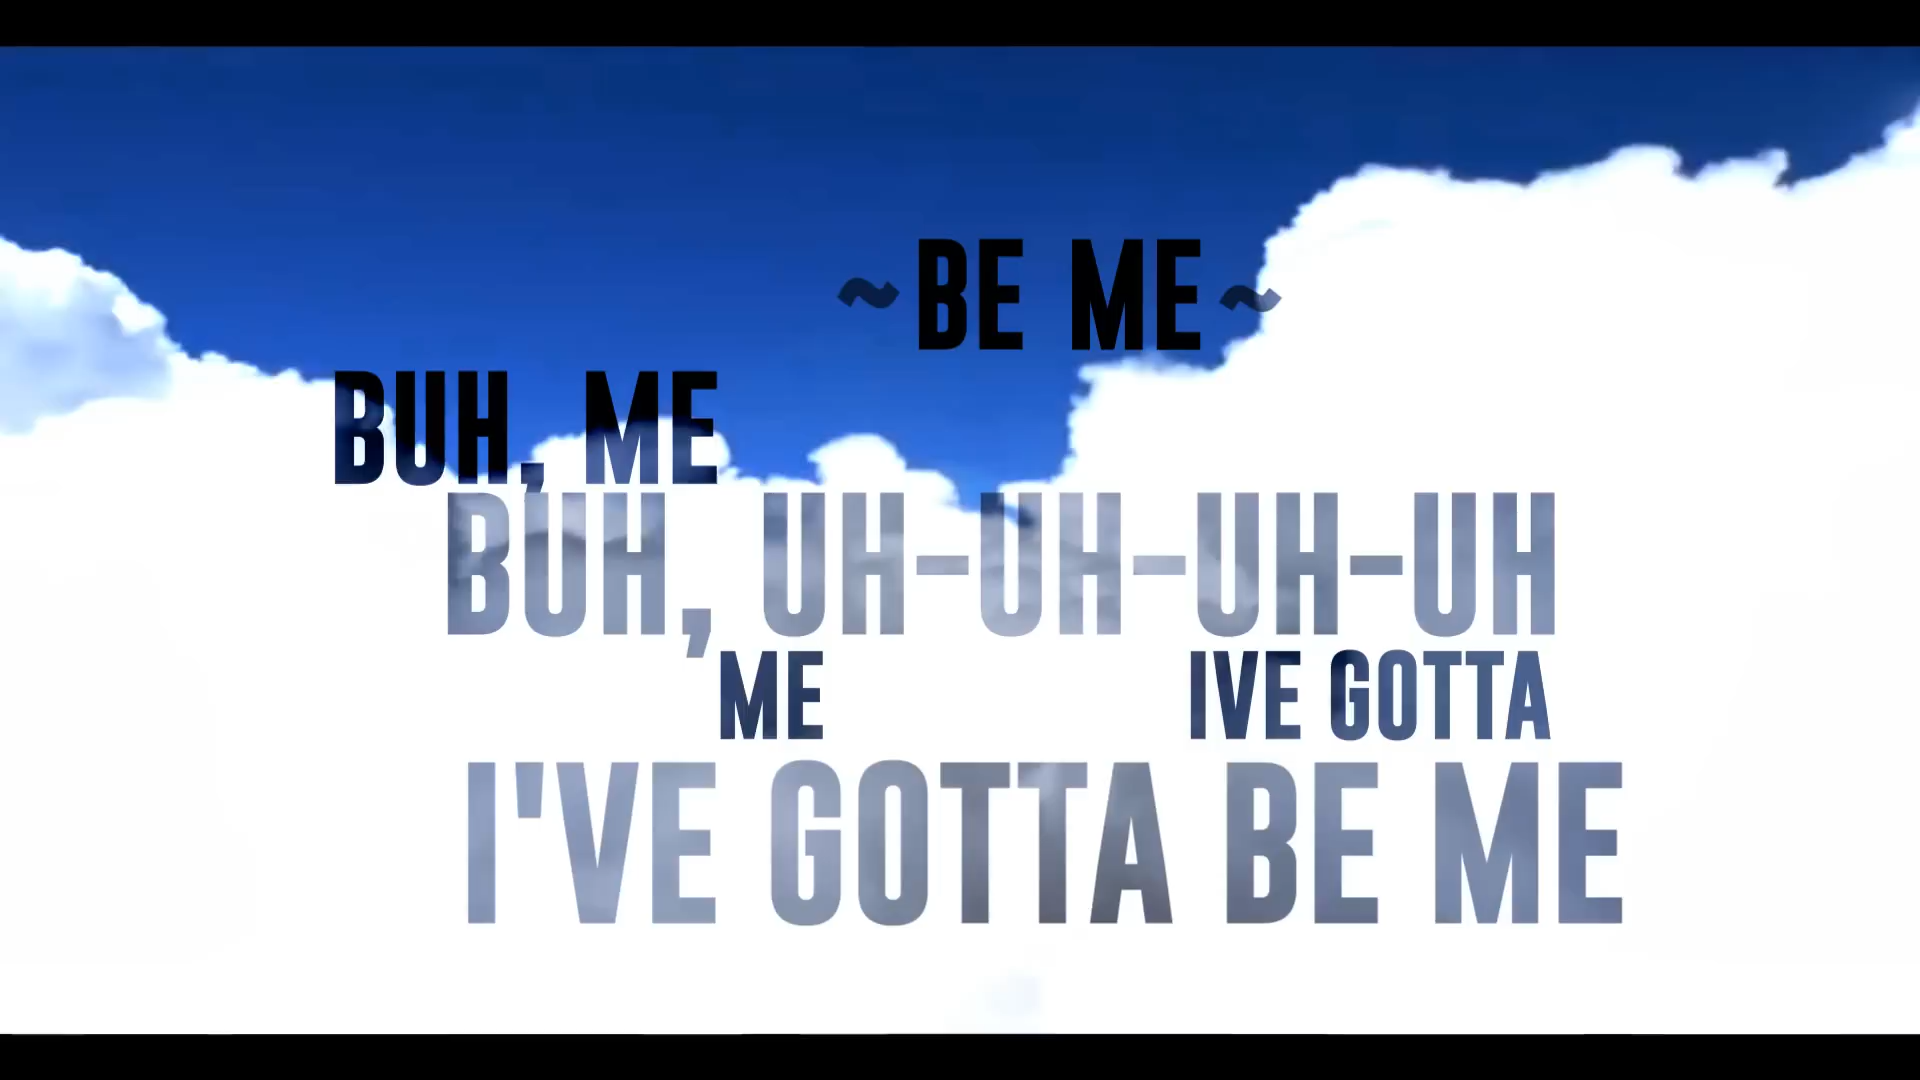 ~BE ME~
BUH, ME
BUH, UH-UH-UH-UH
ME IVE GOTTA
I'VE GOTTA BE ME